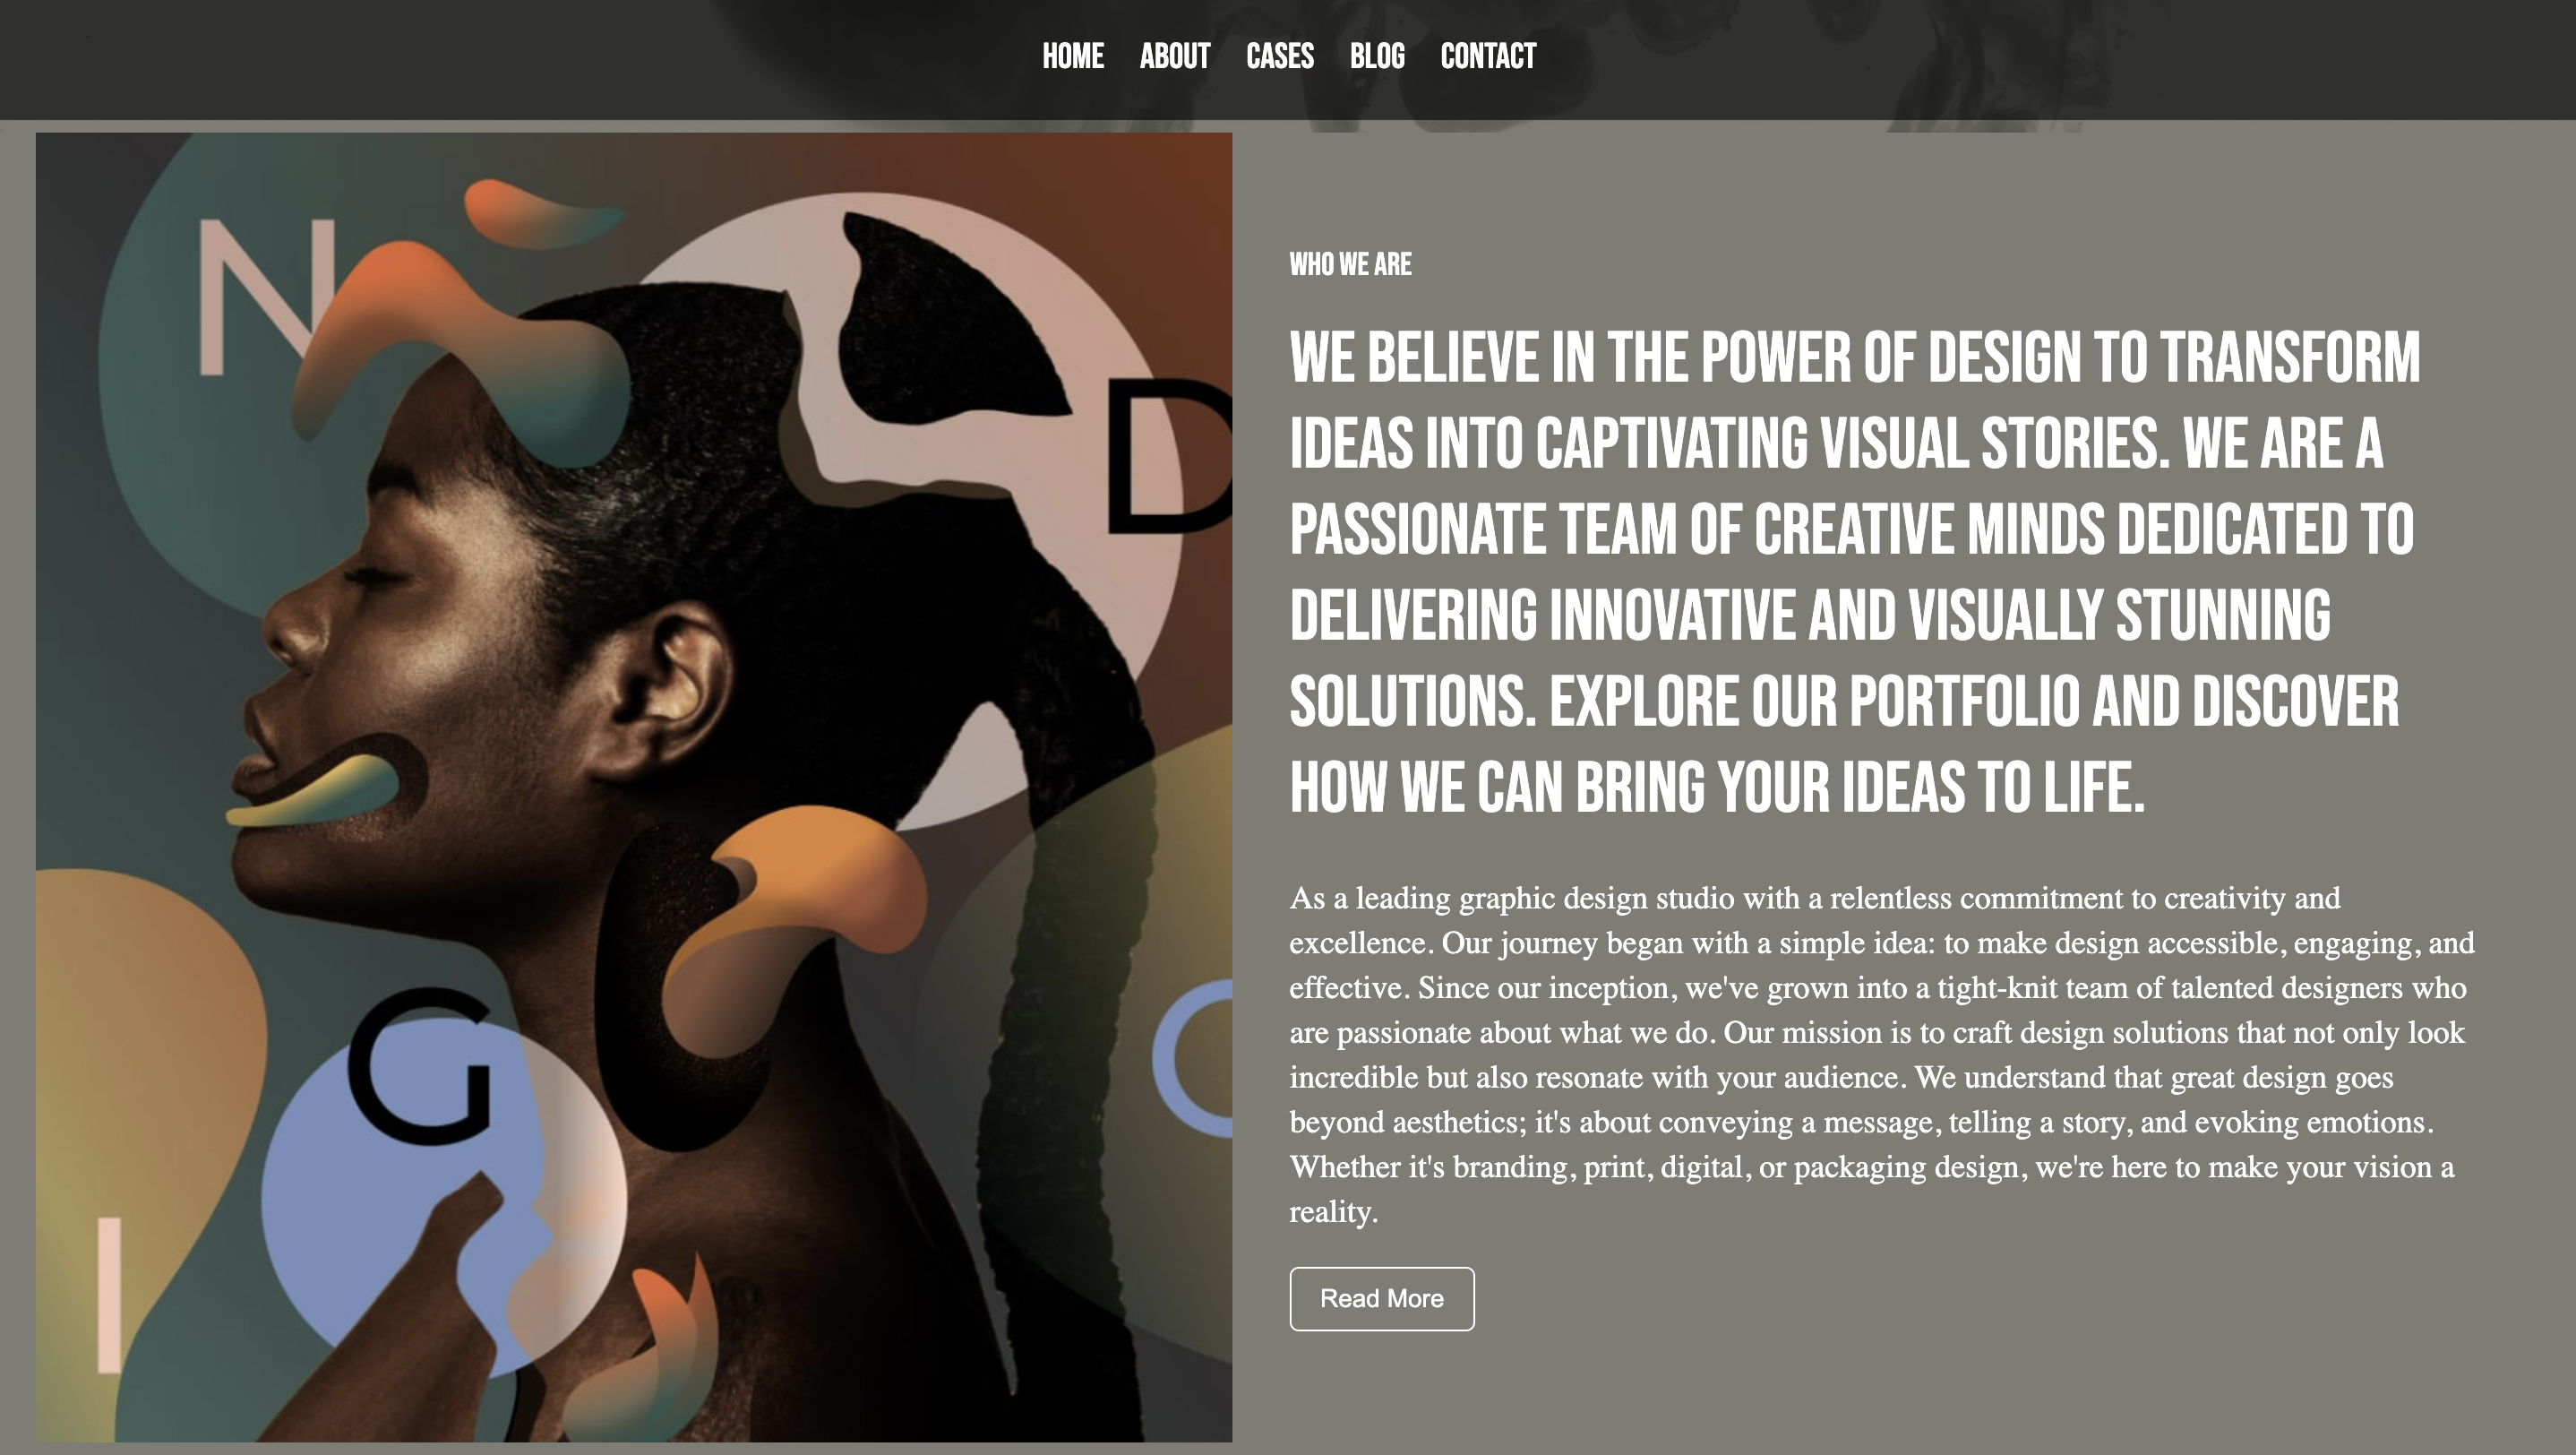 HOME ABOUT CASES BLOG CONTACT
N
D
G
I
WHO WE ARE
WE BELIEVE IN THE POWER OF DESIGN TO TRANSFORM
IDEAS INTO CAPTIVATING VISUAL STORIES. WE ARE A
PASSIONATE TEAM OF CREATIVE MINDS DEDICATED TO
DELIVERING INNOVATIVE AND VISUALLY STUNNING
SOLUTIONS. EXPLORE OUR PORTFOLIO AND DISCOVER
HOW WE CAN BRING YOUR IDEAS TO LIFE.
As a leading graphic design studio with a relentless commitment to creativity and
excellence. Our journey began with a simple idea: to make design accessible, engaging, and
effective. Since our inception, we've grown into a tight-knit team of talented designers who
are passionate about what we do. Our mission is to craft design solutions that not only look
incredible but also resonate with your audience. We understand that great design goes
beyond aesthetics; it's about conveying a message, telling a story, and evoking emotions.
Whether it's branding, print, digital, or packaging design, we're here to make your vision a
reality.
Read More